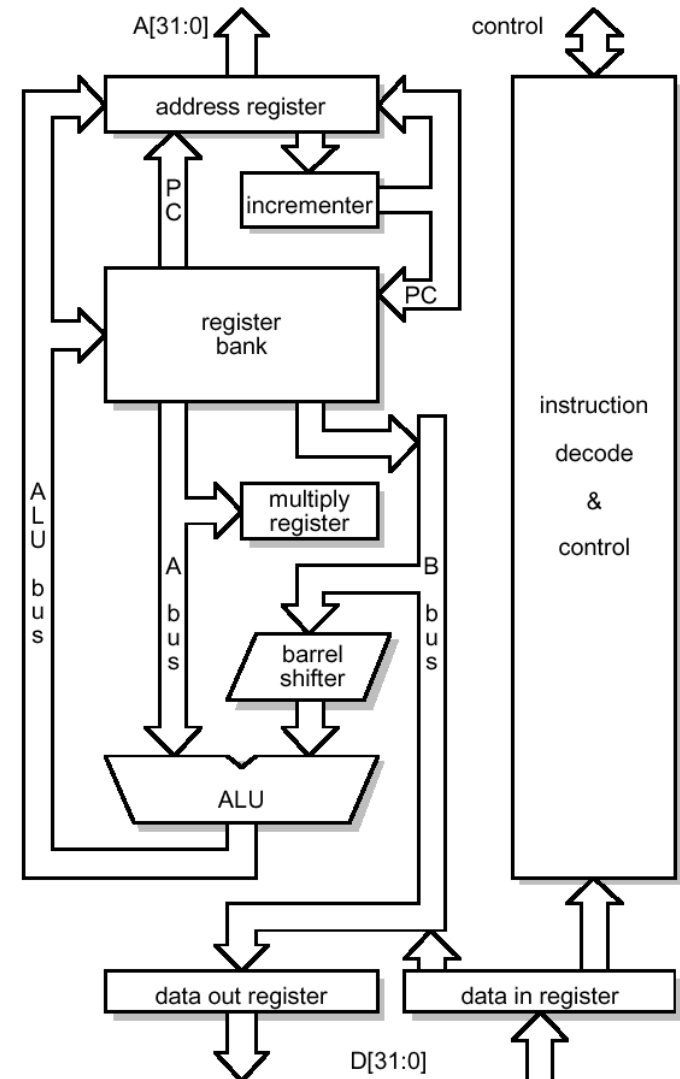 A[31:0]
control
address register
P
C
incrementer
PC
register
bank
instruction
decode
&
control
multiply
register
A
L
U
b
u
s
A
b
u
s
B
b
u
s
barrel
shifter
ALU
data out register
data in register
D[31:0]